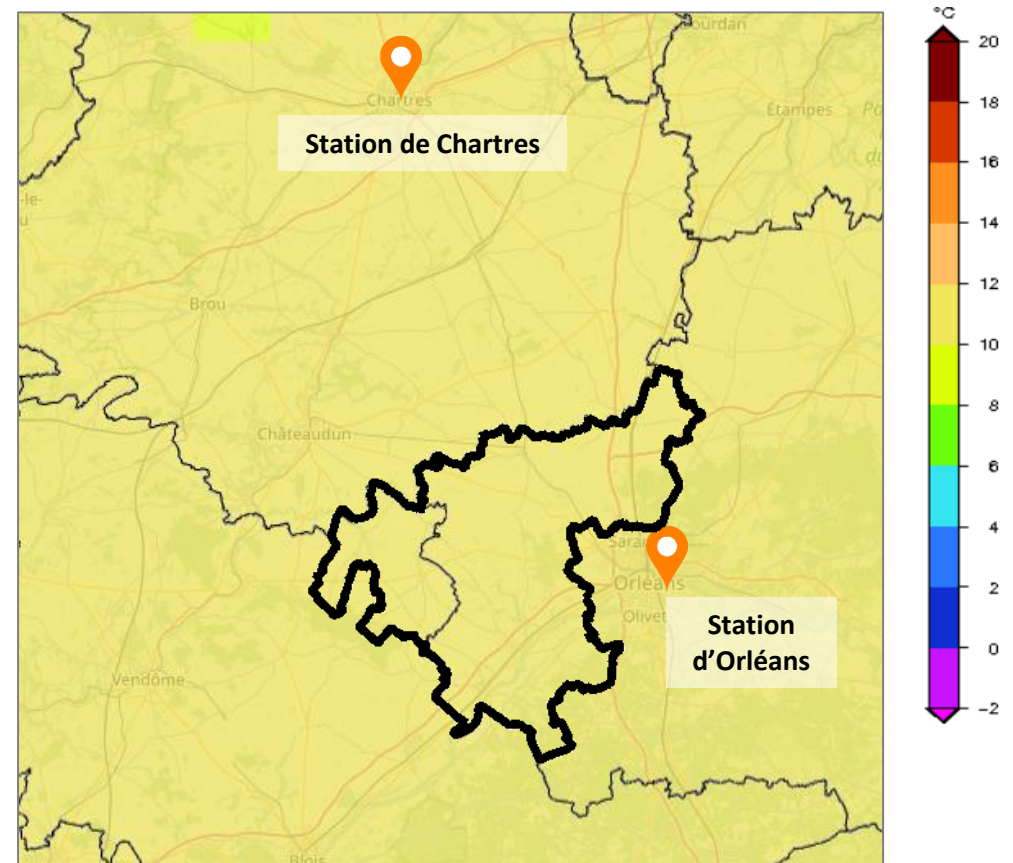 °C
20
18
16
14
12
10
8
6
4
2
0
−2
Étampes
Chartres
Station de Chartres
-le-
Brou
Châteaudun
Orléans
Olivet
Station
d’Orléans
Vendôme
Blois